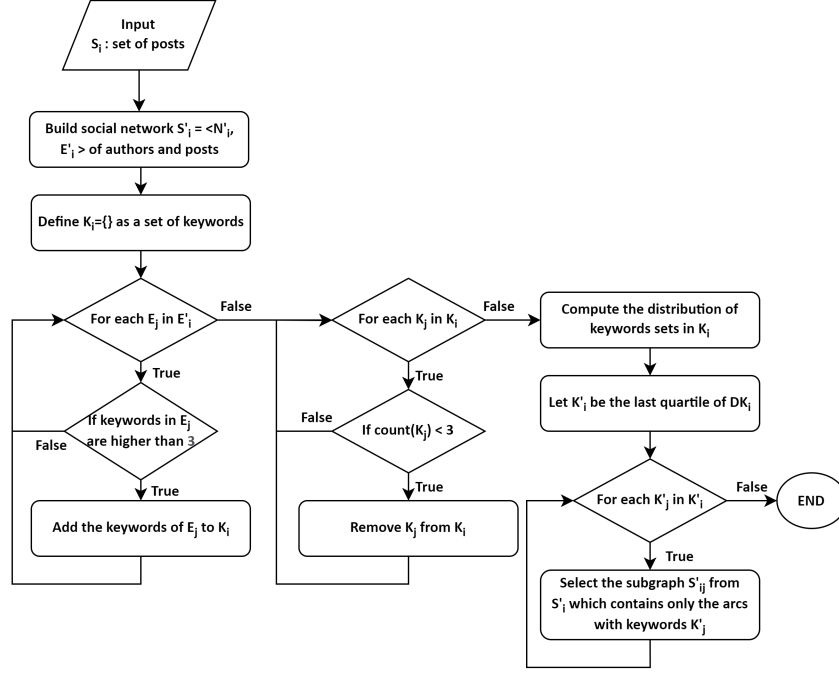 Input
Sᵢ : set of posts
Build social network S'ᵢ = <N'ᵢ,
E'ᵢ > of authors and posts
Define Kᵢ={} as a set of keywords
For each Eⱼ in E'ᵢ
False
True
If keywords in Eⱼ
are higher than 3
False
True
Add the keywords of Eⱼ to Kᵢ
For each Kⱼ in Kᵢ
False
True
If count(Kⱼ) < 3
False
True
Remove Kⱼ from Kᵢ
Compute the distribution of
keywords sets in Kᵢ
Let K'ᵢ be the last quartile of DKᵢ
For each K'ⱼ in K'ᵢ
False
END
True
Select the subgraph S'ᵢⱼ from
S'ᵢ which contains only the arcs
with keywords K'ⱼ